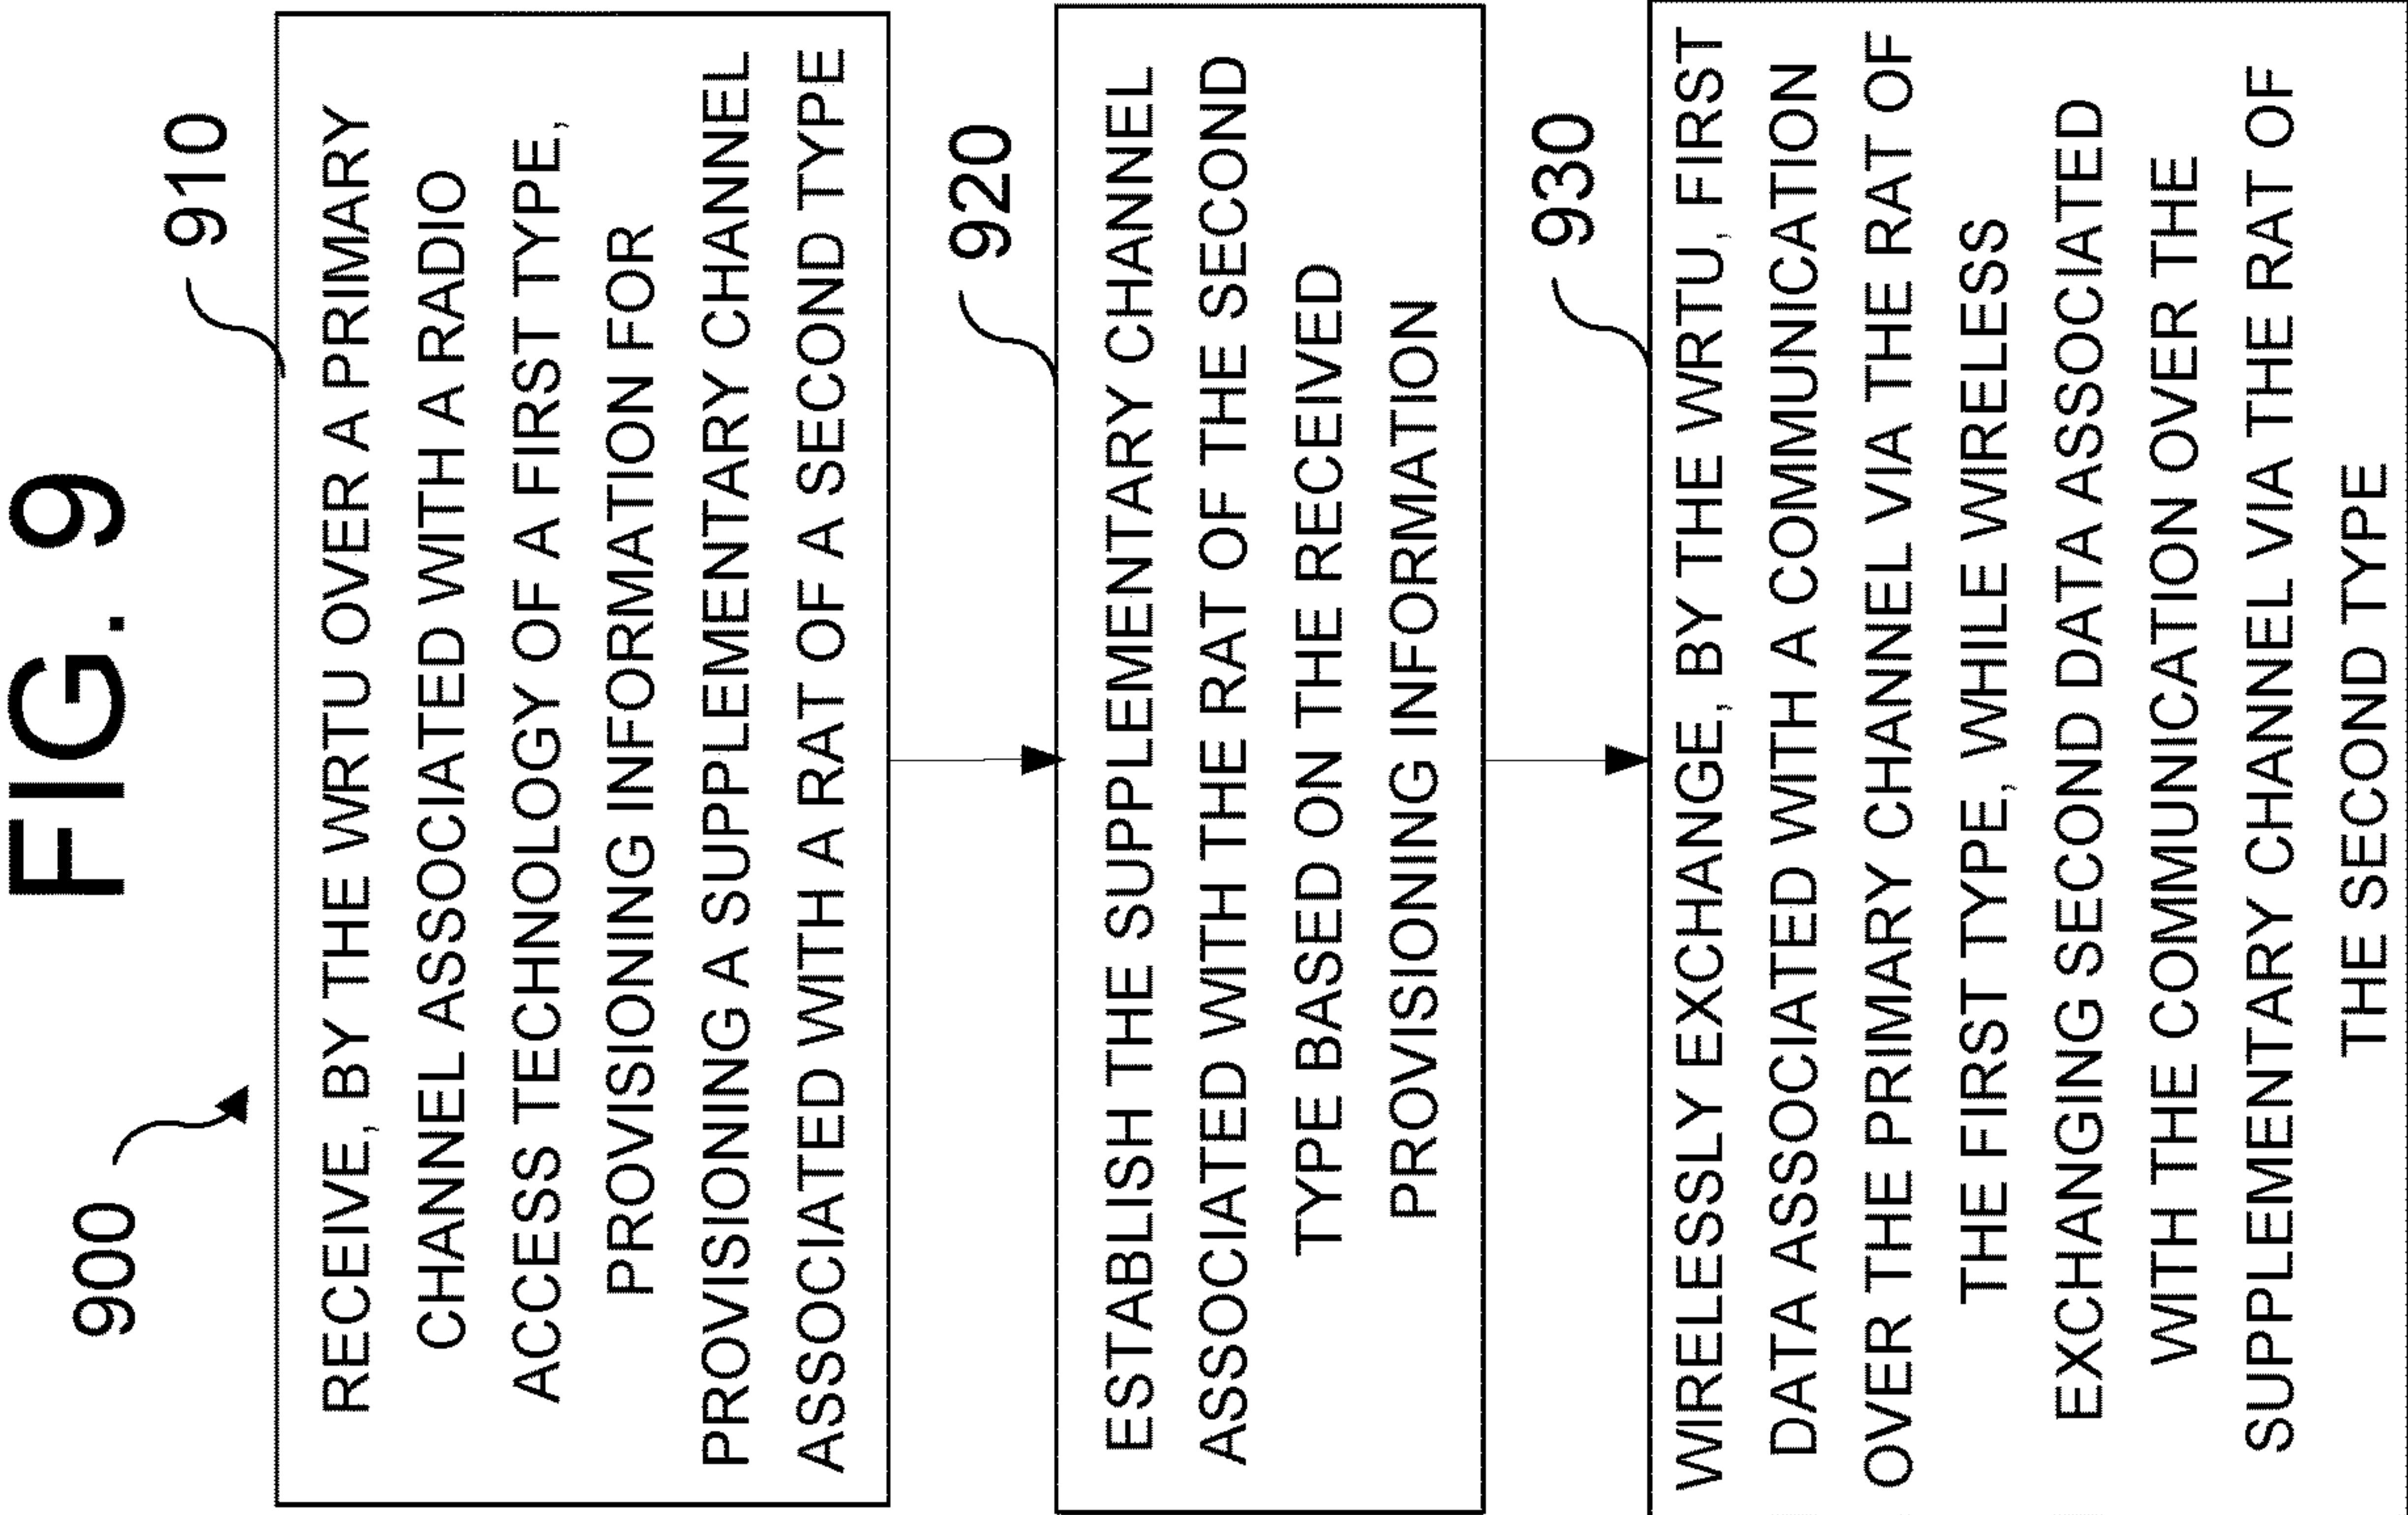 FIG. 9
900
910
RECEIVE, BY THE WRTU OVER A PRIMARY
CHANNEL ASSOCIATED WITH A RADIO
ACCESS TECHNOLOGY OF A FIRST TYPE,
PROVISIONING INFORMATION FOR
PROVISIONING A SUPPLEMENTARY CHANNEL
ASSOCIATED WITH A RAT OF A SECOND TYPE
920
ESTABLISH THE SUPPLEMENTARY CHANNEL
ASSOCIATED WITH THE RAT OF THE SECOND
TYPE BASED ON THE RECEIVED
PROVISIONING INFORMATION
930
WIRELESSLY EXCHANGE, BY THE WRTU, FIRST
DATA ASSOCIATED WITH A COMMUNICATION
OVER THE PRIMARY CHANNEL VIA THE RAT OF
THE FIRST TYPE, WHILE WIRELESS
EXCHANGING SECOND DATA ASSOCIATED
WITH THE COMMUNICATION OVER THE
SUPPLEMENTARY CHANNEL VIA THE RAT OF
THE SECOND TYPE